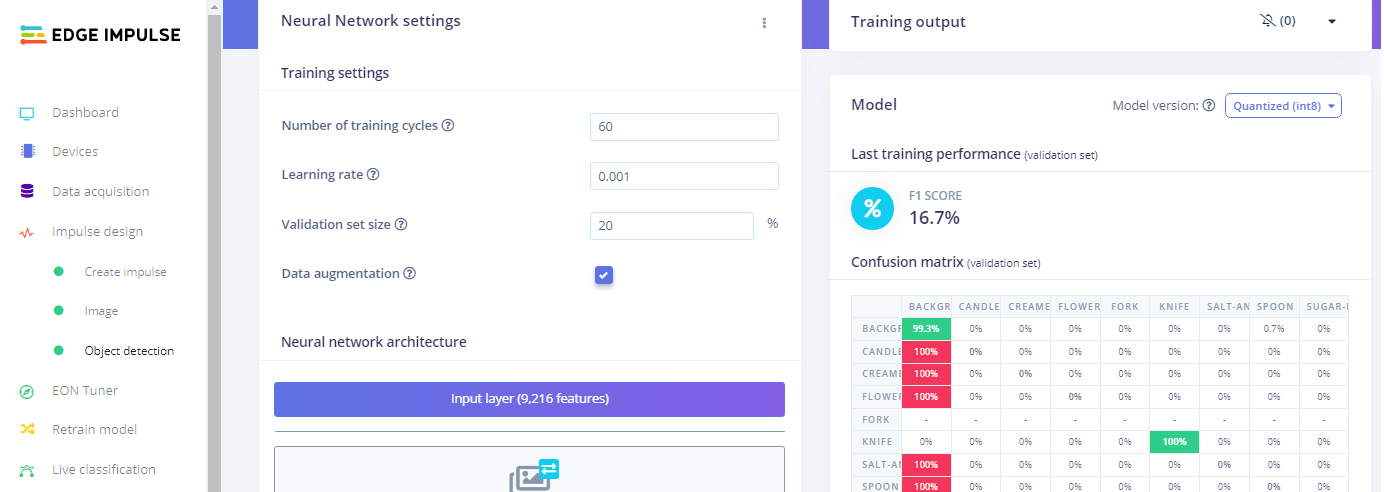 EDGE IMPULSE
Dashboard
Devices
Data acquisition
Impulse design
Create impulse
Image
Object detection
EON Tuner
Retrain model
Live classification
Neural Network settings
Training settings
Number of training cycles
60
Learning rate
0.001
Validation set size
20 %
Data augmentation
Neural network architecture
Input layer (9,216 features)
Training output
(0)
Model
Model version: Quantized (int8)
Last training performance (validation set)
%
F1 SCORE
16.7%
Confusion matrix (validation set)
BACKGR CANDLE CREAME FLOWER FORK KNIFE SALT-AN SPOON SUGAR-
BACKGR 99.3% 0% 0% 0% 0% 0% 0% 0.7% 0%
CANDLE 100% 0% 0% 0% 0% 0% 0% 0% 0%
CREAME 100% 0% 0% 0% 0% 0% 0% 0% 0%
FLOWER 100% 0% 0% 0% 0% 0% 0% 0% 0%
FORK - - - - - - - - -
KNIFE 0% 0% 0% 0% 0% 100% 0% 0% 0%
SALT-AN 100% 0% 0% 0% 0% 0% 0% 0% 0%
SPOON 100% 0% 0% 0% 0% 0% 0% 0% 0%